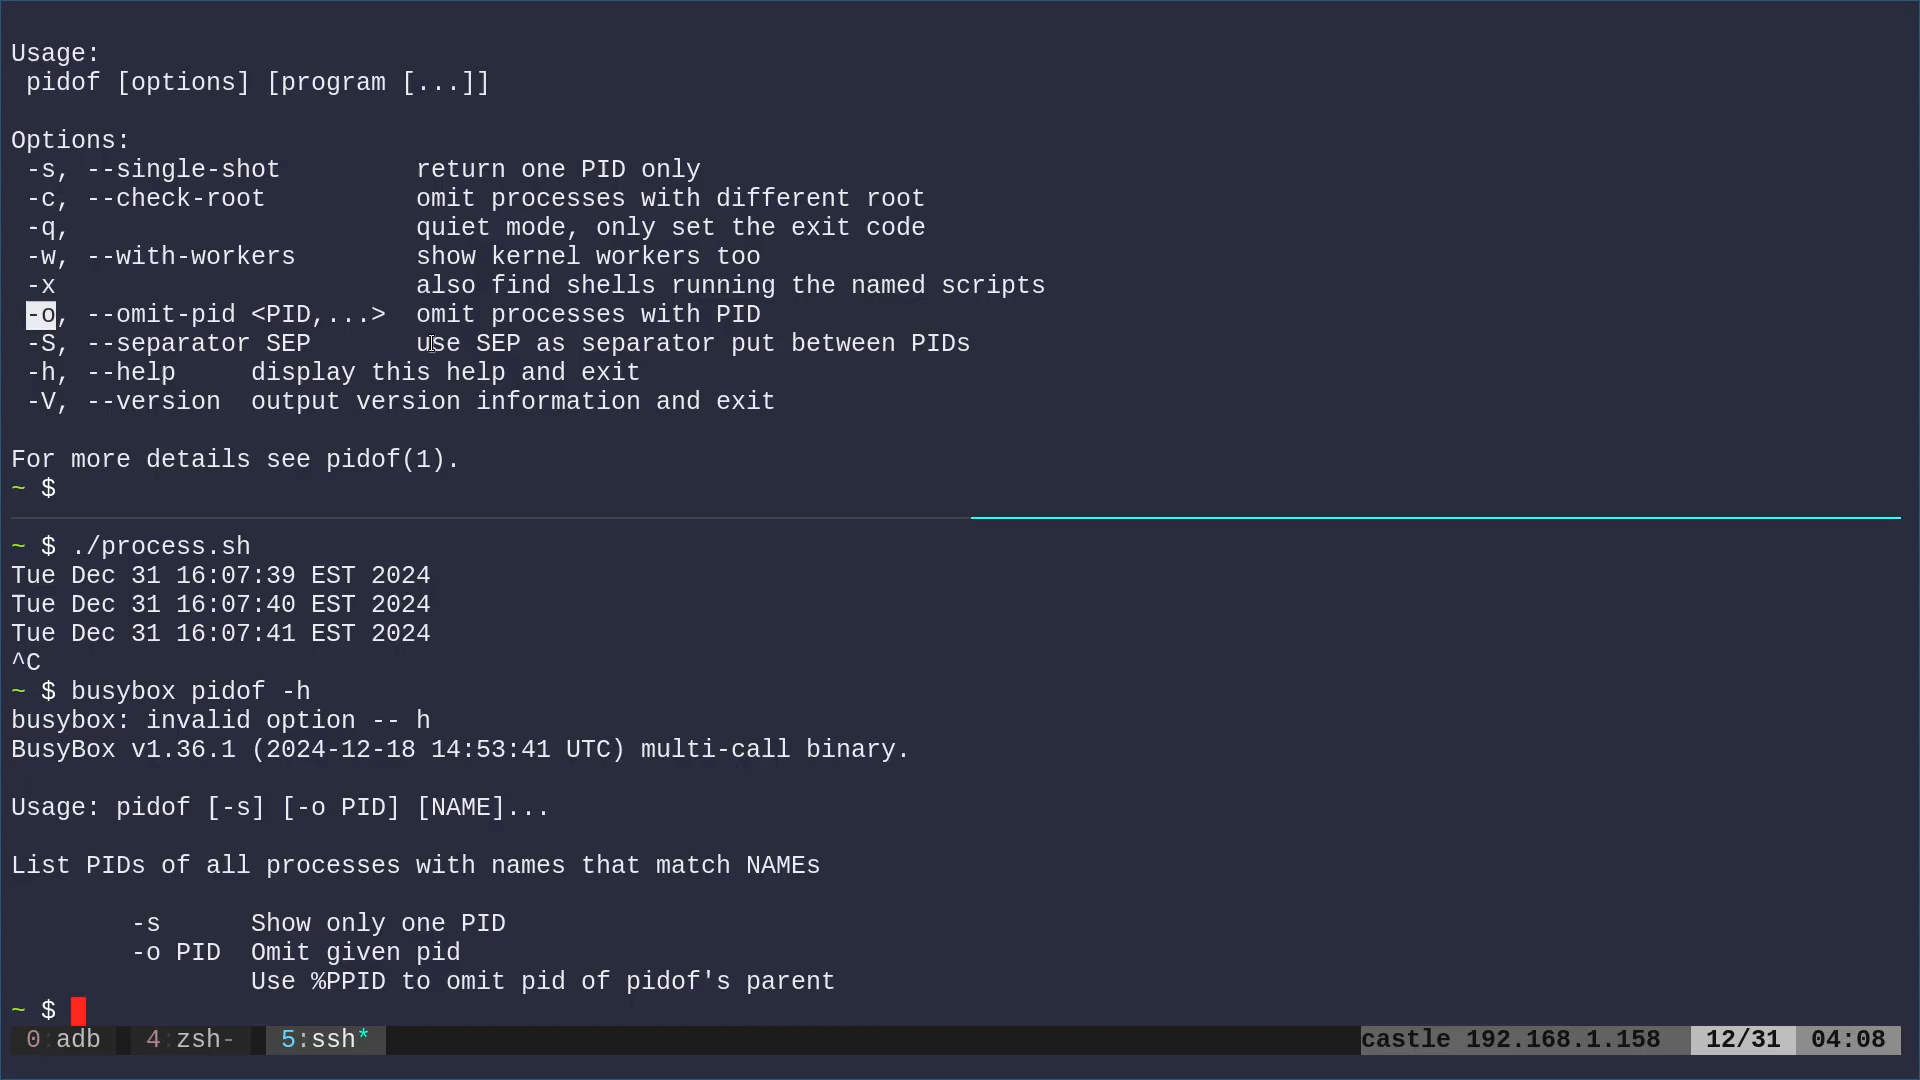 Usage:
 pidof [options] [program [...]]
Options:
 -s, --single-shot         return one PID only
 -c, --check-root          omit processes with different root
 -q,                       quiet mode, only set the exit code
 -w, --with-workers        show kernel workers too
 -x                        also find shells running the named scripts
 -o, --omit-pid <PID,...>  omit processes with PID
 -S, --separator SEP       use SEP as separator put between PIDs
 -h, --help     display this help and exit
 -V, --version  output version information and exit
For more details see pidof(1).
~ $
~ $ ./process.sh
Tue Dec 31 16:07:39 EST 2024
Tue Dec 31 16:07:40 EST 2024
Tue Dec 31 16:07:41 EST 2024
^C
~ $ busybox pidof -h
busybox: invalid option -- h
BusyBox v1.36.1 (2024-12-18 14:53:41 UTC) multi-call binary.
Usage: pidof [-s] [-o PID] [NAME]...
List PIDs of all processes with names that match NAMEs
        -s      Show only one PID
        -o PID  Omit given pid
                Use %PPID to omit pid of pidof's parent
~ $
0:adb  4:zsh-  5:ssh*  castle 192.168.1.158  12/31  04:08